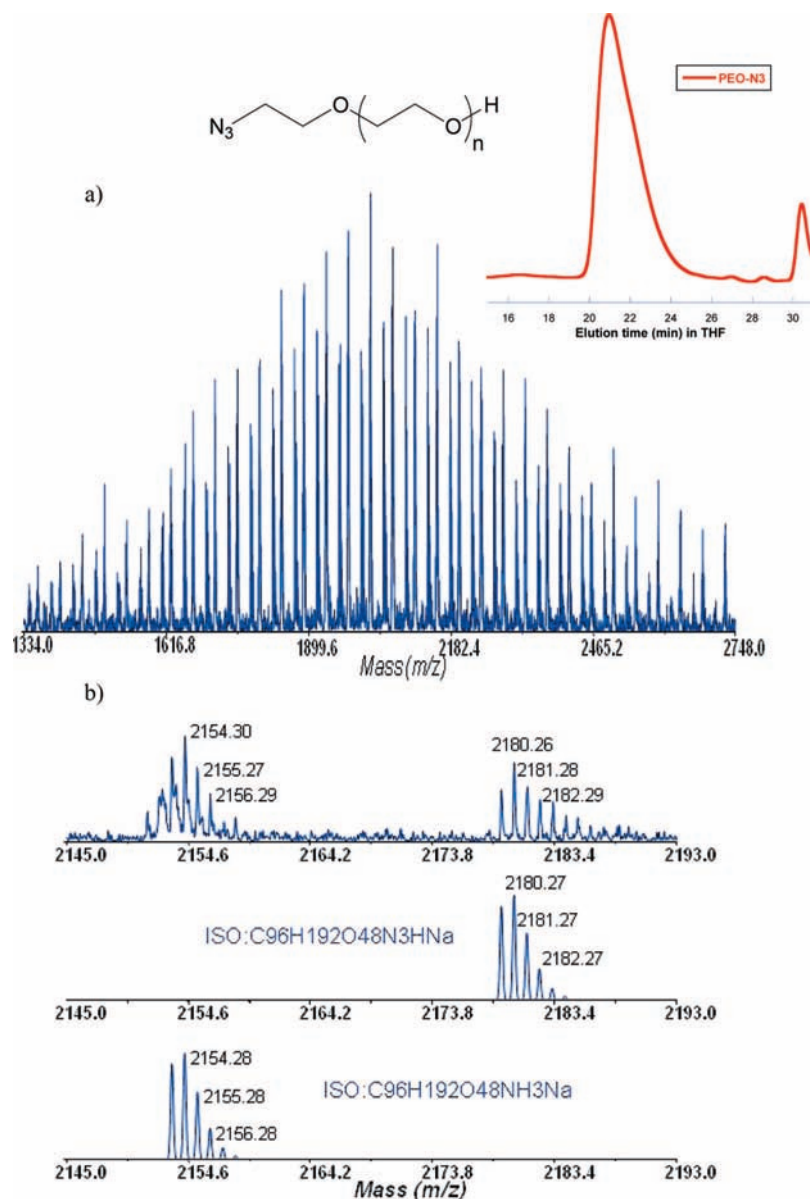 PEO-N3
N3
O
O
H
n
a)
16 18 20 22 24 26 28 30
Elution time (min) in THF
1334.0 1616.8 1899.6 2182.4 2465.2 2748.0
Mass(m/z)
b)
2154.30
2155.27
2156.29
2180.26
2181.28
2182.29
2145.0 2154.6 2164.2 2173.8 2183.4 2193.0
2180.27
2181.27
2182.27
ISO:C96H192O48N3HNa
2145.0 2154.6 2164.2 2173.8 2183.4 2193.0
2154.28
2155.28
2156.28
ISO:C96H192O48NH3Na
2145.0 2154.6 2164.2 2173.8 2183.4 2193.0
Mass (m/z)